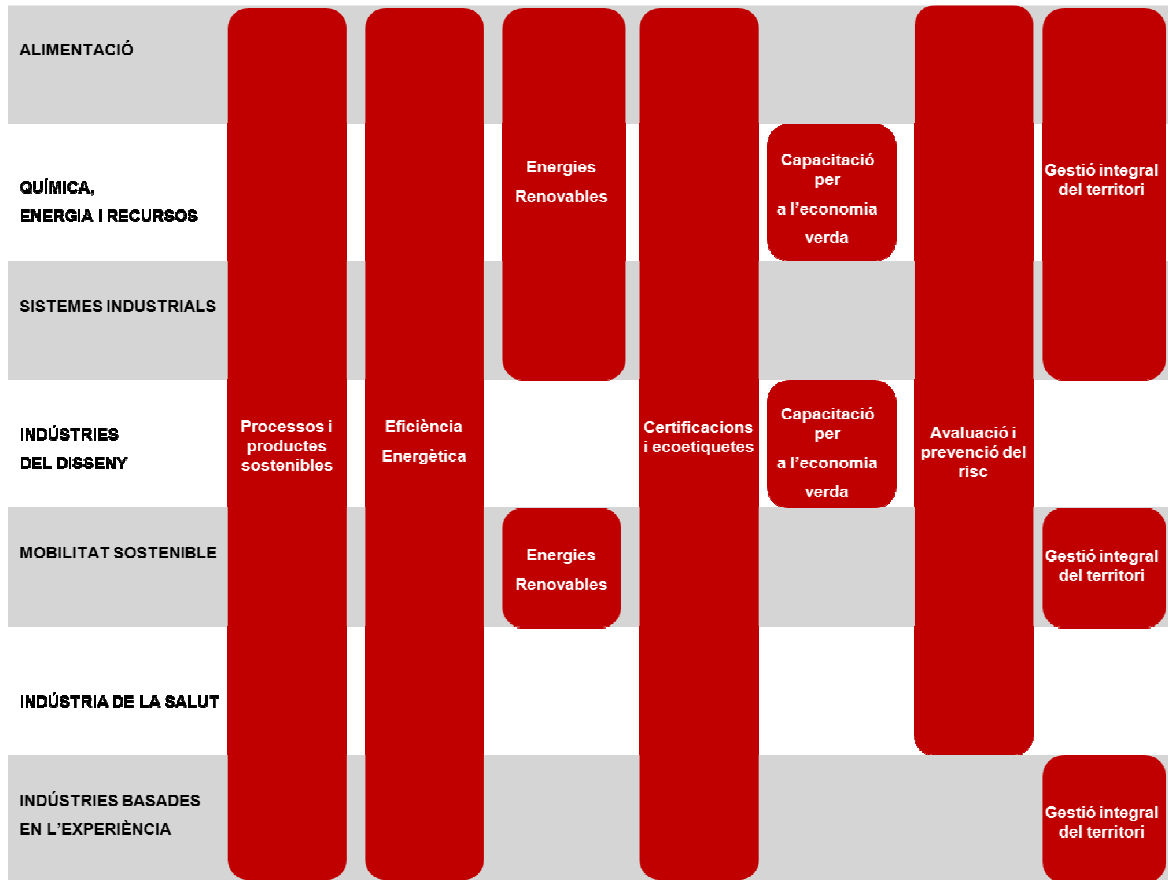 ALIMENTACIÓ
QUÍMICA,
ENERGIA I RECURSOS
Energies
Renovables
Capacitació
per
a l'economia
verda
Gestió integral
del territori
SISTEMES INDUSTRIALS
INDÚSTRIES
DEL DISSENY
Processos i
productes
sostenibles
Eficiència
Energètica
Certificacions
i ecoetiquetes
Capacitació
per
a l'economia
verda
Avaluació i
prevenció del
risc
MOBILITAT SOSTENIBLE
Energies
Renovables
Gestió integral
del territori
INDÚSTRIA DE LA SALUT
INDÚSTRIES BASADES
EN L'EXPERIÈNCIA
Gestió integral
del territori